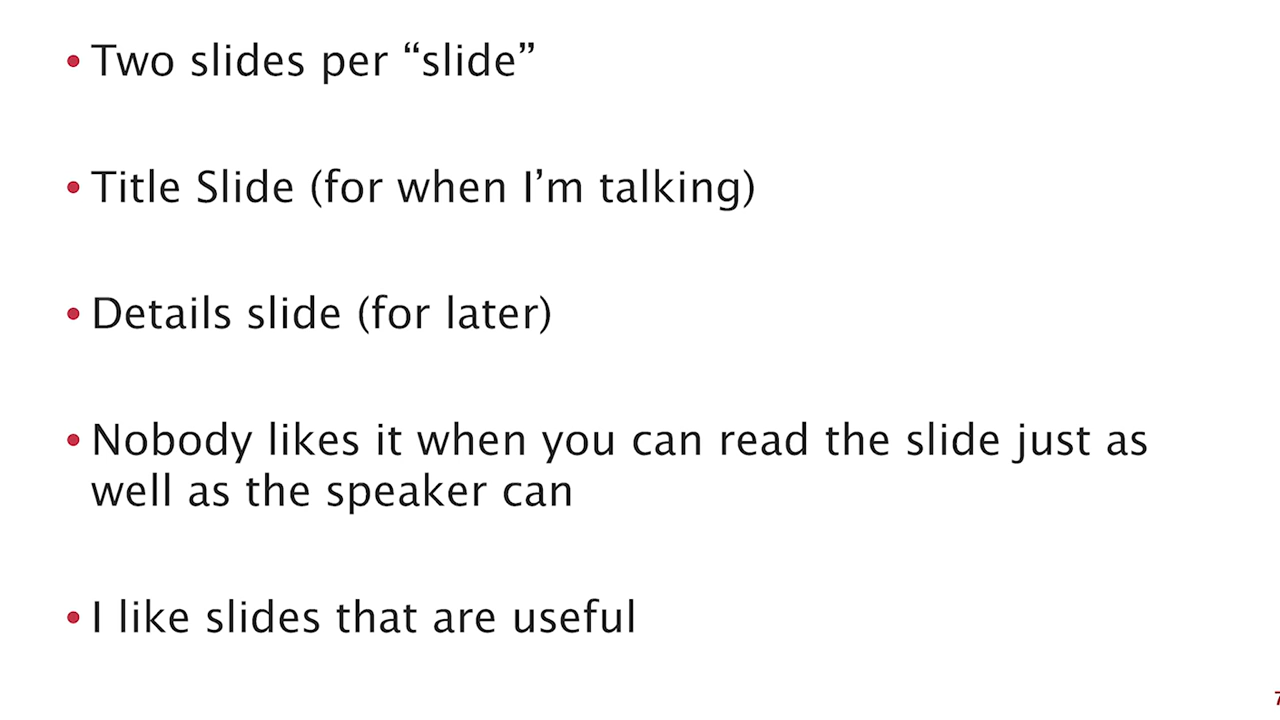 • Two slides per “slide”
• Title Slide (for when I’m talking)
• Details slide (for later)
• Nobody likes it when you can read the slide just as
well as the speaker can
• I like slides that are useful
7